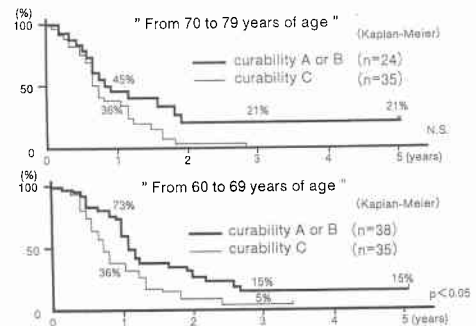 (%)
" From 70 to 79 years of age "
100
(Kaplan-Meier)
curability A or B (n=24)
curability C (n=35)
50
45%
36%
21%
21%
N.S.
0
0 1 2 3 4 5 (years)
(%)
" From 60 to 69 years of age "
100
(Kaplan-Meier)
73%
curability A or B (n=38)
curability C (n=35)
50
36%
15%
15%
5%
p<0.05
0
0 1 2 3 4 5 (years)